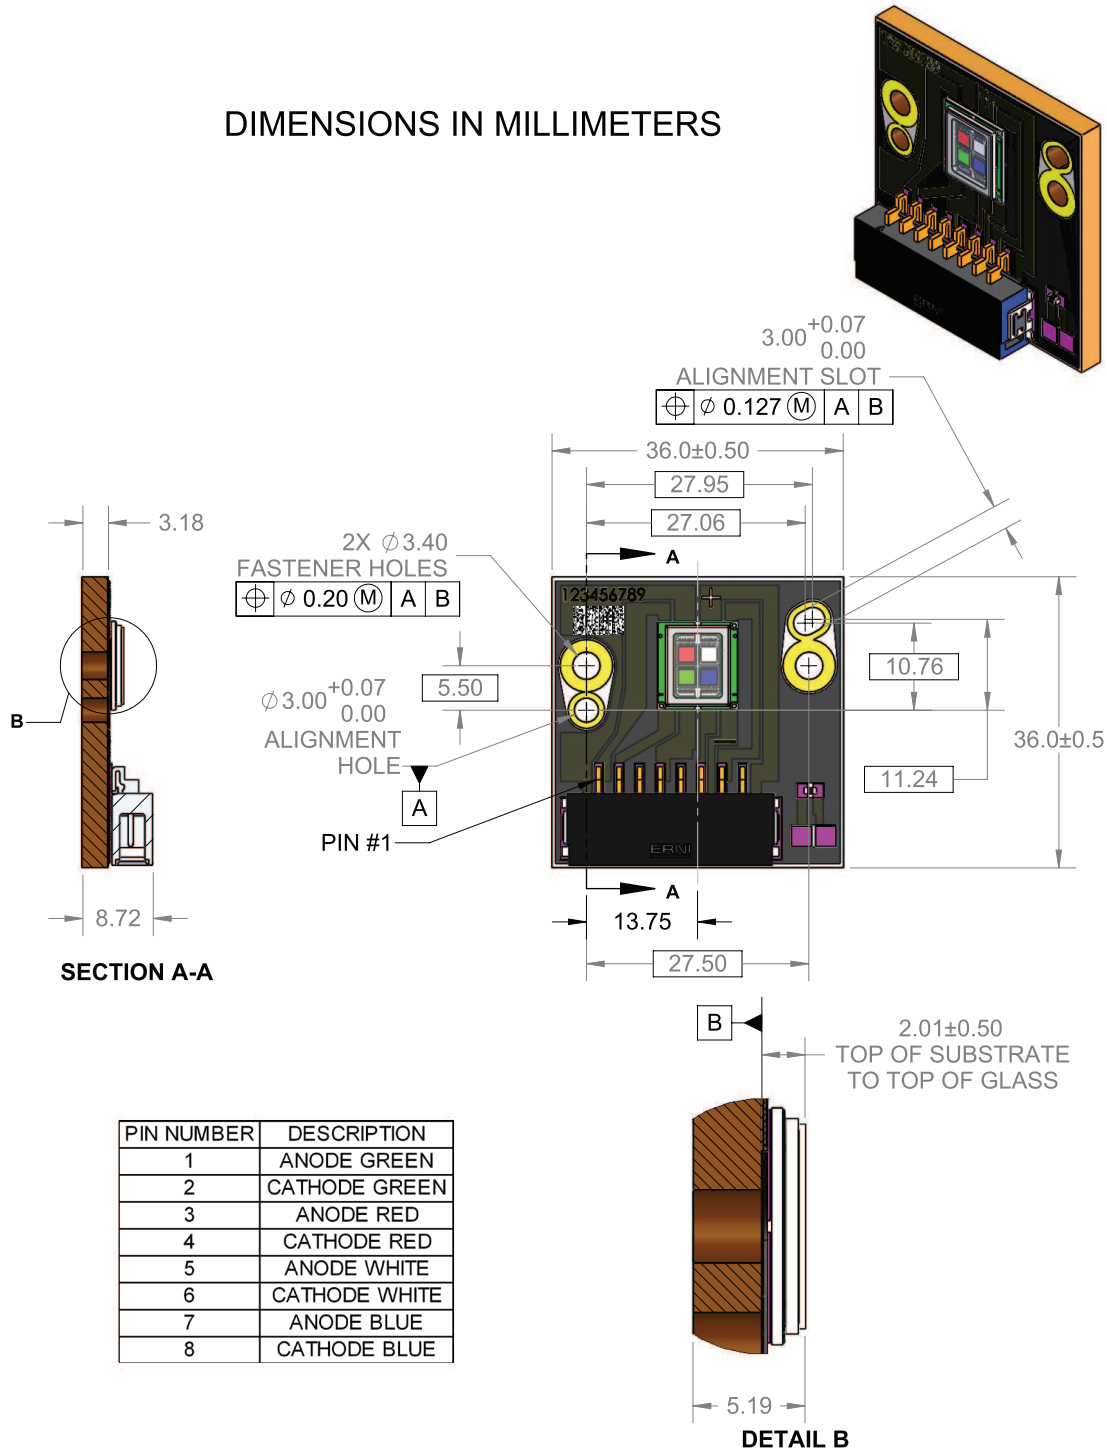 DIMENSIONS IN MILLIMETERS
ERNI
3.00 +0.07
0.00
ALIGNMENT SLOT
⌖ ⌀ 0.127 Ⓜ A B
36.0±0.50
27.95
27.06
3.18
2X ∅3.40
FASTENER HOLES
⌖ ⌀ 0.20 Ⓜ A B
A
123456789
10.76
5.50
B
∅3.00 +0.07
0.00
ALIGNMENT
HOLE
A
36.0±0.5
11.24
PIN #1
ERNI
A
8.72
13.75
SECTION A-A
27.50
B
2.01±0.50
TOP OF SUBSTRATE
TO TOP OF GLASS
PIN NUMBER DESCRIPTION
1 ANODE GREEN
2 CATHODE GREEN
3 ANODE RED
4 CATHODE RED
5 ANODE WHITE
6 CATHODE WHITE
7 ANODE BLUE
8 CATHODE BLUE
5.19
DETAIL B